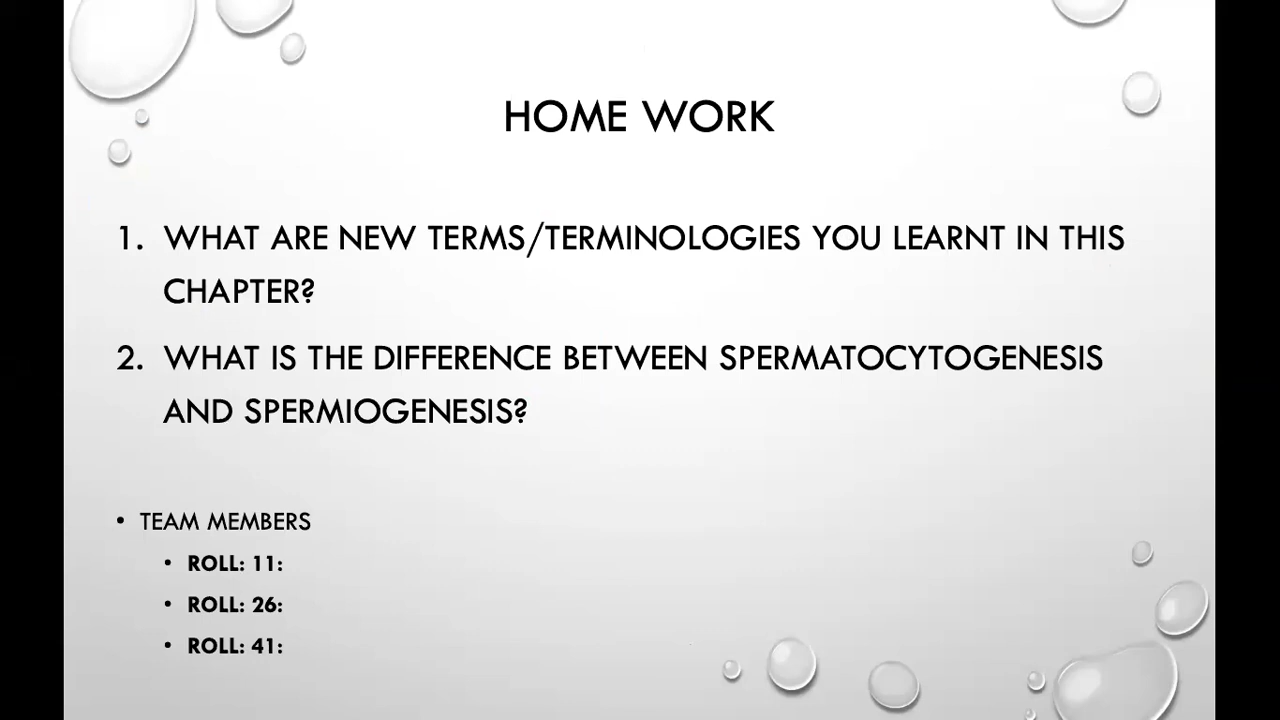 HOME WORK
1. WHAT ARE NEW TERMS/TERMINOLOGIES YOU LEARNT IN THIS
CHAPTER?
2. WHAT IS THE DIFFERENCE BETWEEN SPERMATOCYTOGENESIS
AND SPERMIOGENESIS?
• TEAM MEMBERS
• ROLL: 11:
• ROLL: 26:
• ROLL: 41: